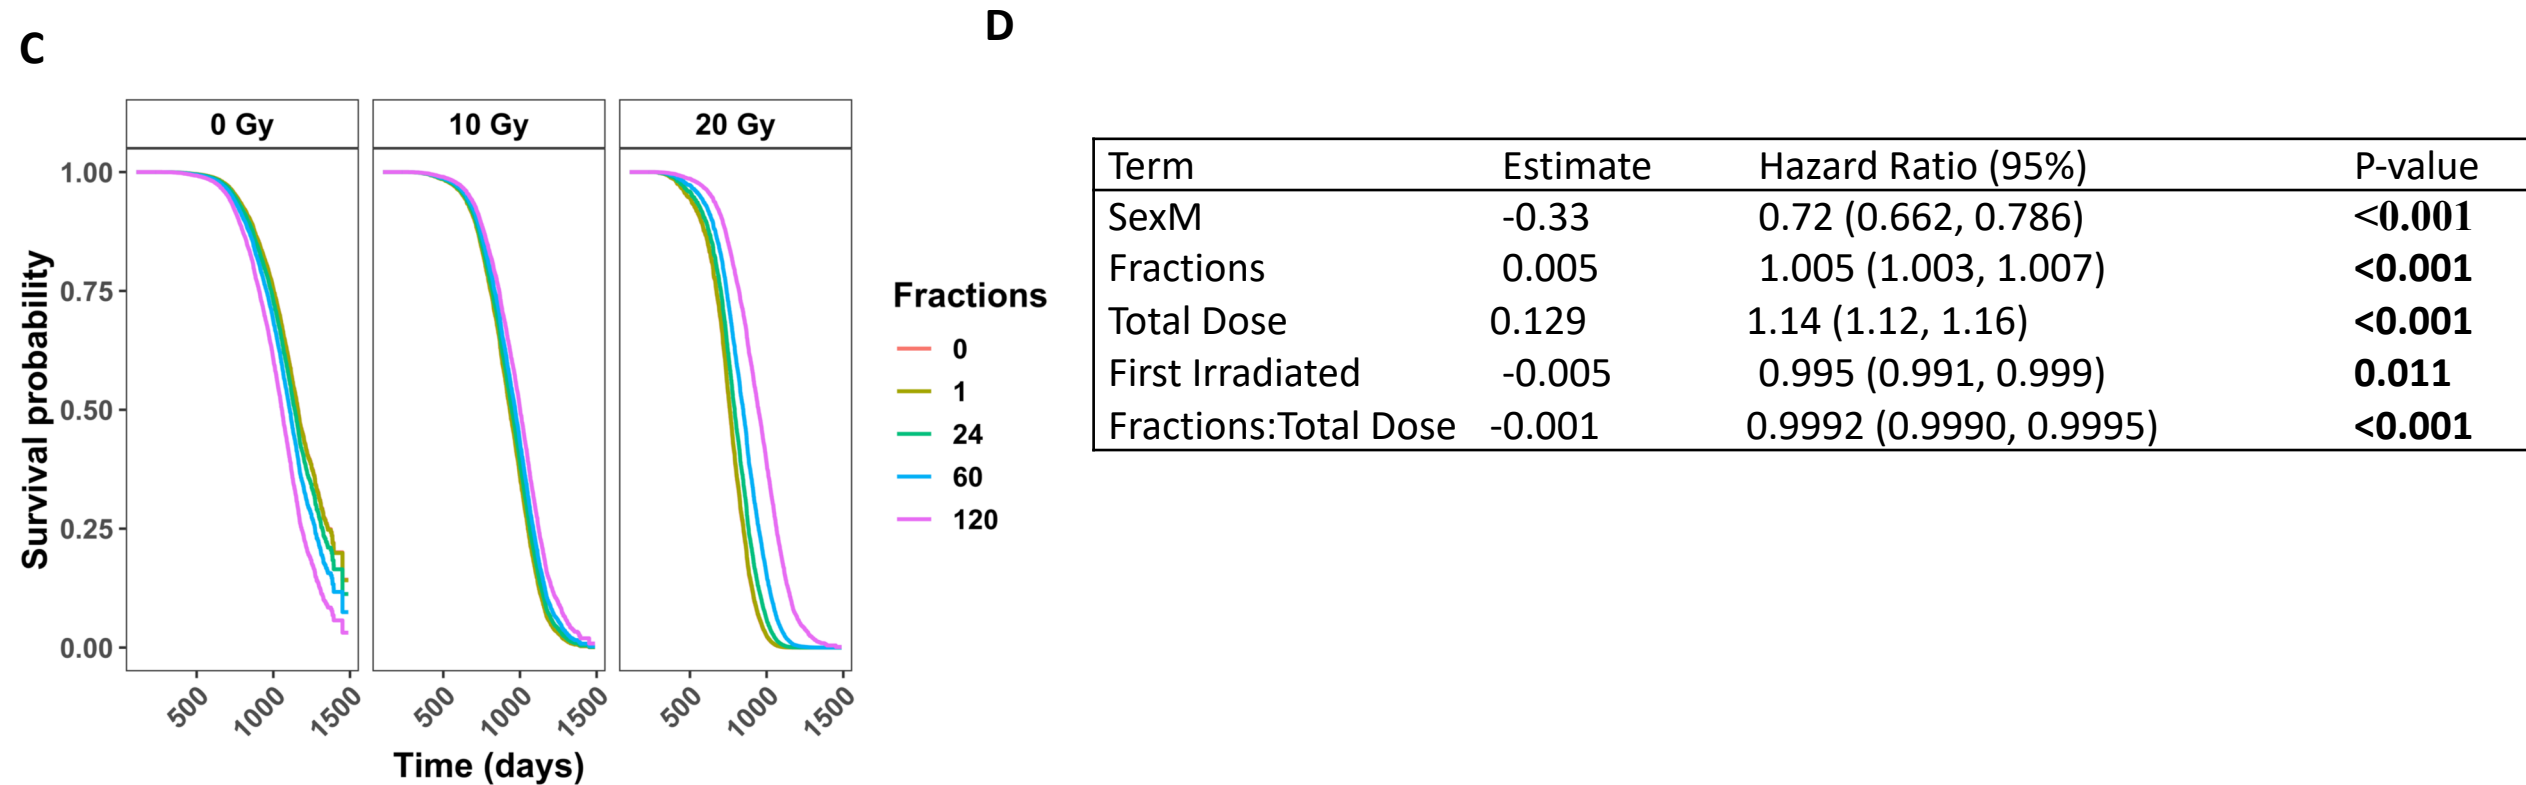 C
0 Gy
10 Gy
20 Gy
Survival probability
1.00
0.75
0.50
0.25
0.00
500 1000 1500
500 1000 1500
500 1000 1500
Time (days)
Fractions
0
1
24
60
120
D
Term Estimate Hazard Ratio (95%) P-value
SexM -0.33 0.72 (0.662, 0.786) <0.001
Fractions 0.005 1.005 (1.003, 1.007) <0.001
Total Dose 0.129 1.14 (1.12, 1.16) <0.001
First Irradiated -0.005 0.995 (0.991, 0.999) 0.011
Fractions:Total Dose -0.001 0.9992 (0.9990, 0.9995) <0.001